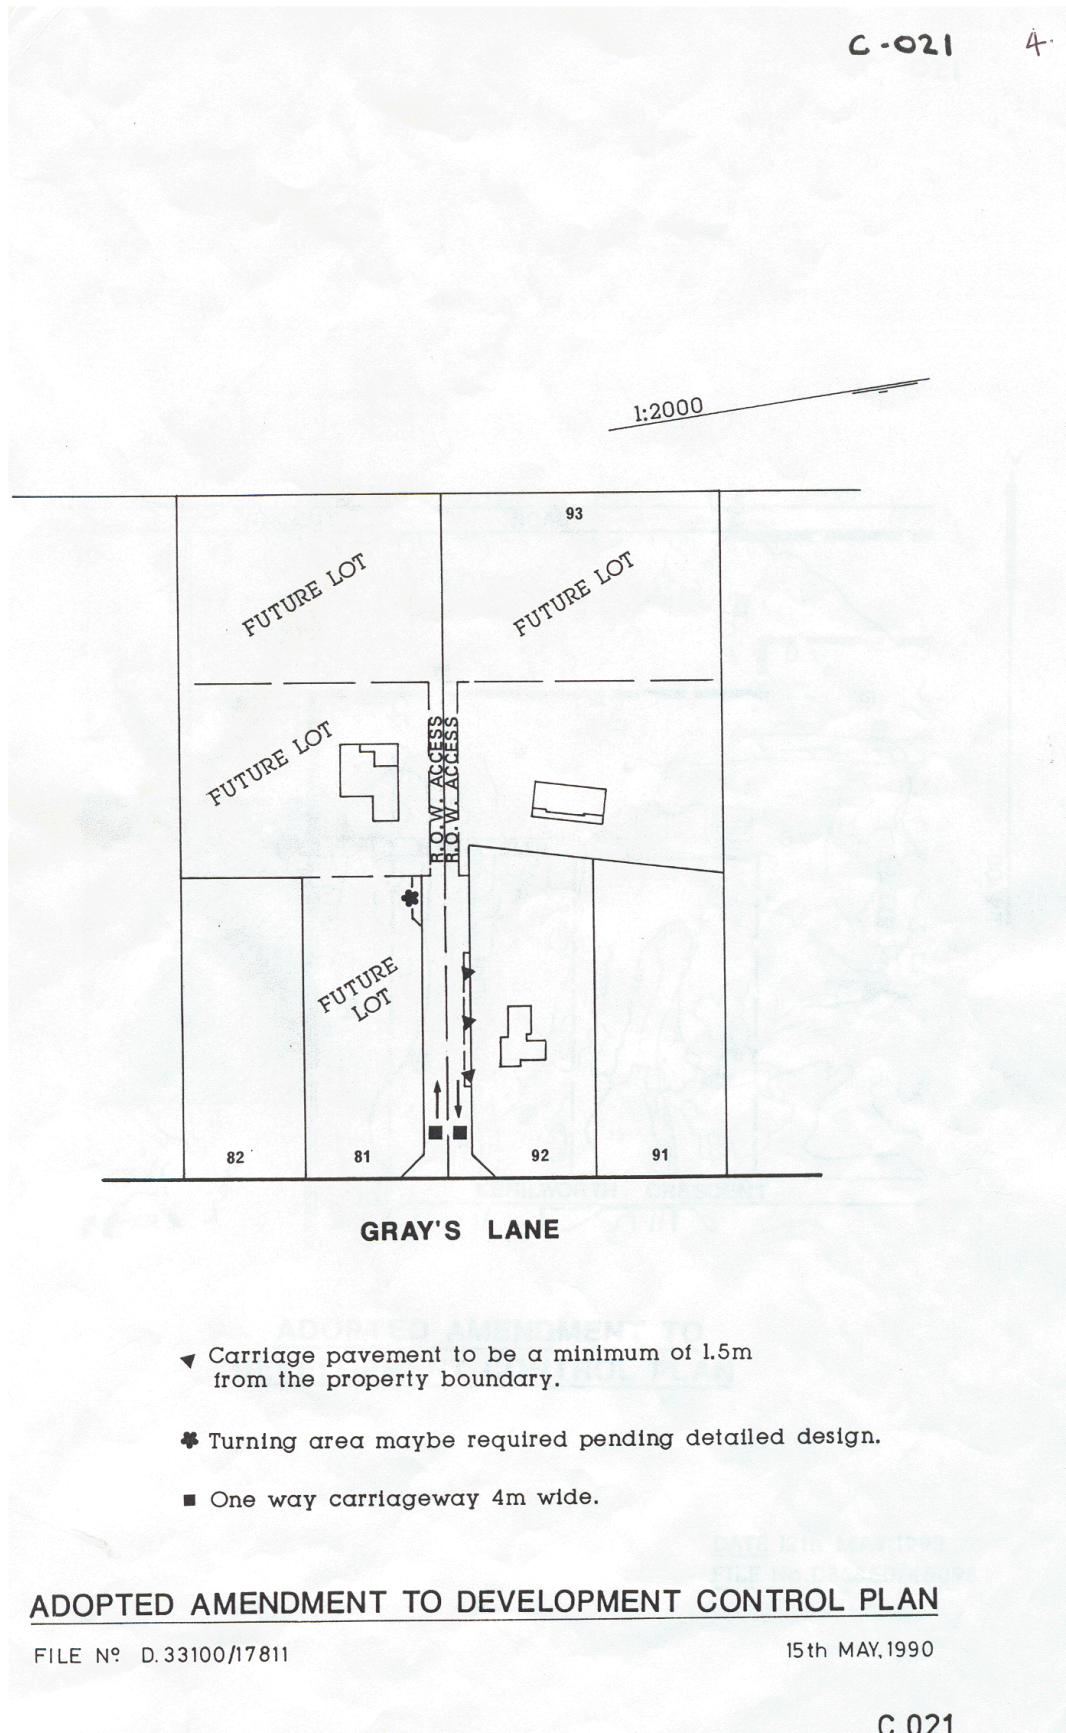 C-021 4.
1:2000
93
FUTURE LOT
FUTURE LOT
FUTURE LOT
R.O.W. ACCESS
R.O.W. ACCESS
FUTURE
LOT
82
81
92
91
GRAY'S LANE
Carriage pavement to be a minimum of 1.5m
from the property boundary.
Turning area maybe required pending detailed design.
One way carriageway 4m wide.
ADOPTED AMENDMENT TO DEVELOPMENT CONTROL PLAN
FILE Nº D.33100/17811
15th MAY, 1990
C 021